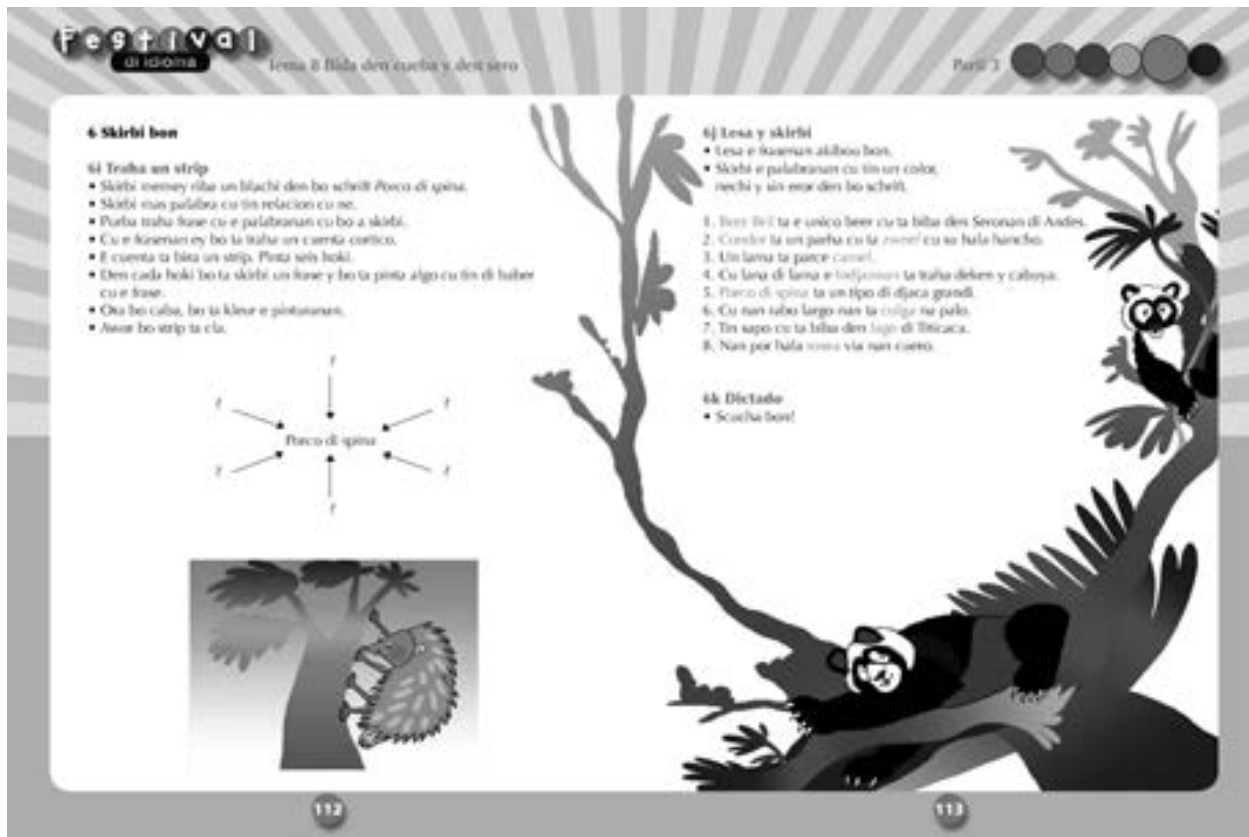 Festival
di idioma
Tema 8 Bida den cueba y den sero
6 Skirbi bon
6i Traha un strip
• Skirbi memey riba un blachi den bo schrift Porco di spina.
• Skirbi mas palabra cu tin relacion cu ne.
• Purba traha frase cu e palabranan cu bo a skirbi.
• Cu e frasenan ey bo ta traha un cuenta cortico.
• E cuenta ta bira un strip. Pinta seis hoki.
• Den cada hoki bo ta skirbi un frase y bo ta pinta algo cu tin di haber
cu e frase.
• Ora bo caba, bo ta kleur e pinturanan.
• Awor bo strip ta cla.
?
? ?
Porco di spina
? ?
?
112
Parti 3
6j Lesa y skirbi
• Lesa e frasenan akibou bon.
• Skirbi e palabranan cu tin un color,
nechi y sin eror den bo schrift.
1. Beer Bril ta e unico beer cu ta biba den Seronan di Andes.
2. Condor ta un parha cu ta zweef cu su hala hancho.
3. Un lama ta parce camel.
4. Cu lana di lama e indjannan ta traha deken y cabuya.
5. Porco di spina ta un tipo di djaca grandi.
6. Cu nan rabo largo nan ta colga na palo.
7. Tin sapo cu ta biba den lago di Titicaca.
8. Nan por hala rosea via nan cuero.
6k Dictado
• Scucha bon!
113